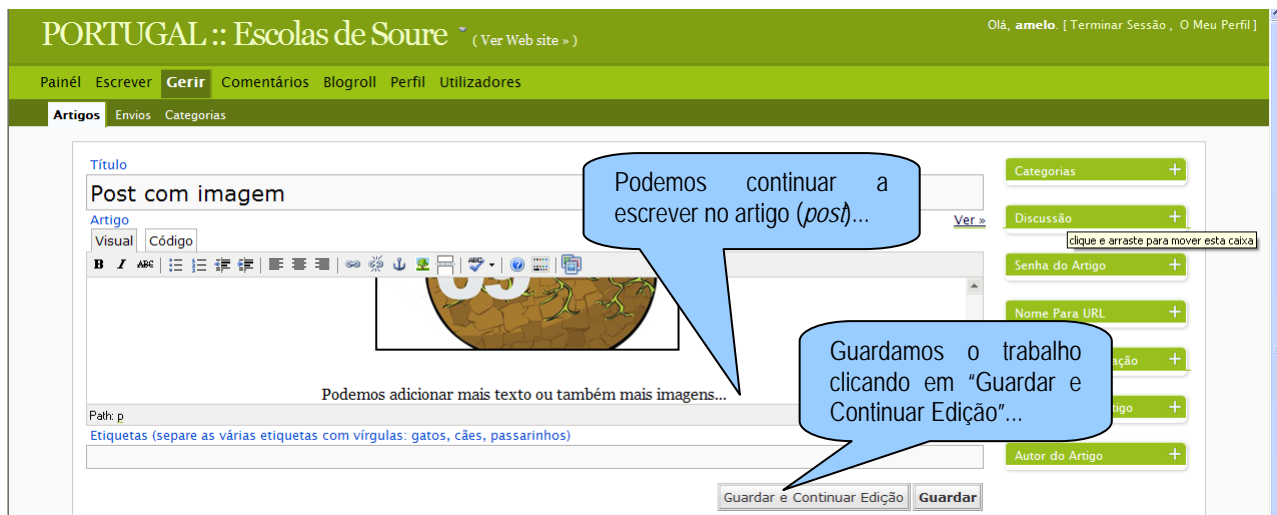 PORTUGAL :: Escolas de Soure ˇ ( Ver Web site » )
Olá, amelo. [ Terminar Sessão , O Meu Perfil ]
Painél Escrever Gerir Comentários Blogroll Perfil Utilizadores
Artigos Envios Categorias
Título
Post com imagem
Artigo
Ver »
Visual Código
B I ABC ABC
Podemos continuar a
escrever no artigo (post)...
Categorias +
Discussão +
clique e arraste para mover esta caixa
Senha do Artigo +
Nome Para URL +
ação +
tigo +
Autor do Artigo +
Guardamos o trabalho
clicando em "Guardar e
Continuar Edição"...
Podemos adicionar mais texto ou também mais imagens...
Path: p
Etiquetas (separe as várias etiquetas com vírgulas: gatos, cães, passarinhos)
Guardar e Continuar Edição Guardar